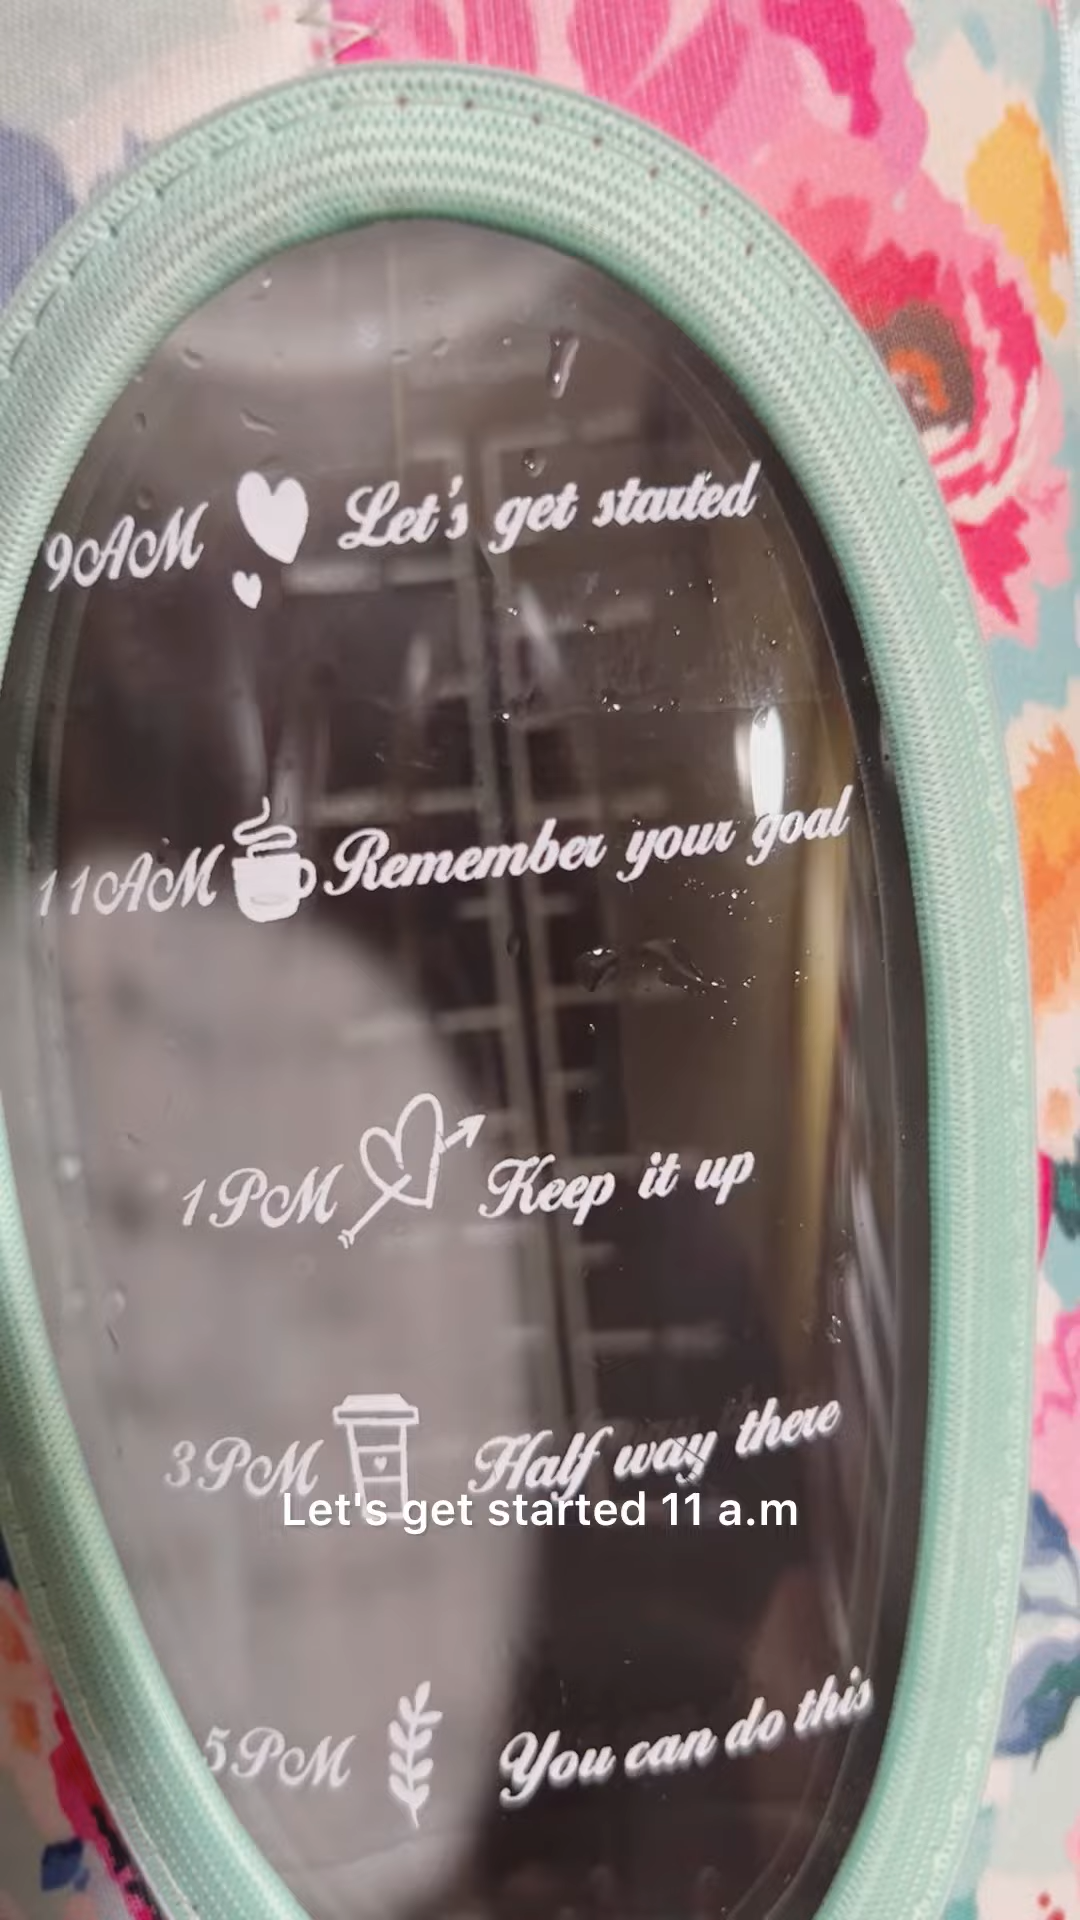 9AM Let's get started
11AM Remember your goal
1PM Keep it up
3PM Half way there
Let's get started 11 a.m
5PM You can do this